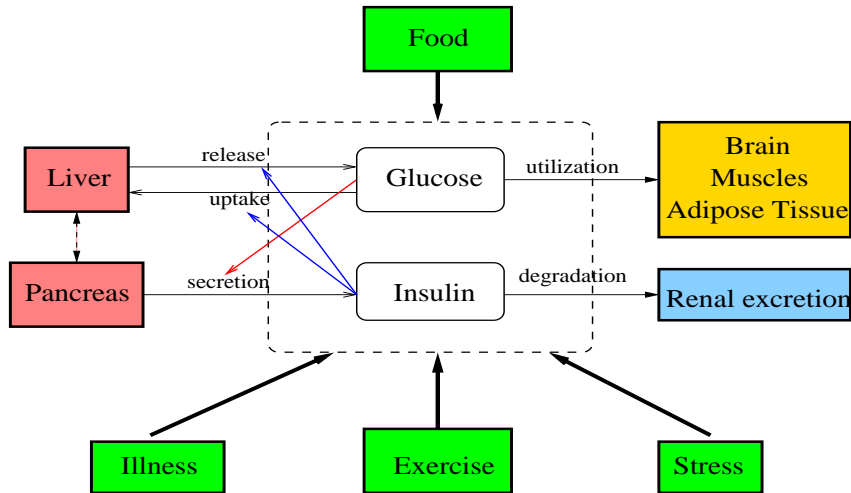 Food
release
Liver
Glucose
utilization
Brain
Muscles
Adipose Tissue
uptake
Pancreas
secretion
Insulin
degradation
Renal excretion
Illness
Exercise
Stress